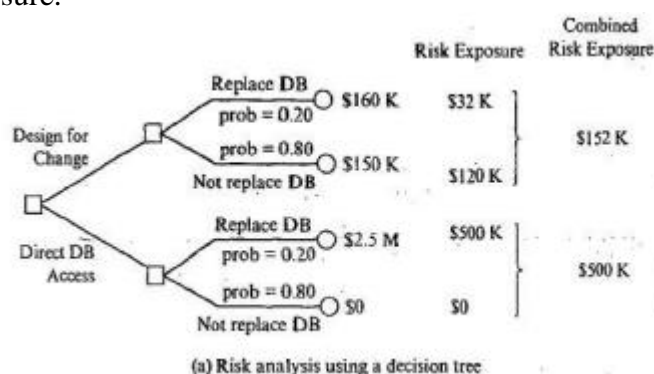 sure.
Combined
Risk Exposure Risk Exposure
Replace DB
prob = 0.20
$160 K $32 K
Design for
Change
prob = 0.80
Not replace DB
$150 K $120 K
$152 K
Replace DB
prob = 0.20
$2.5 M $500 K
Direct DB
Access
prob = 0.80
Not replace DB
$0 $0
$500 K
(a) Risk analysis using a decision tree